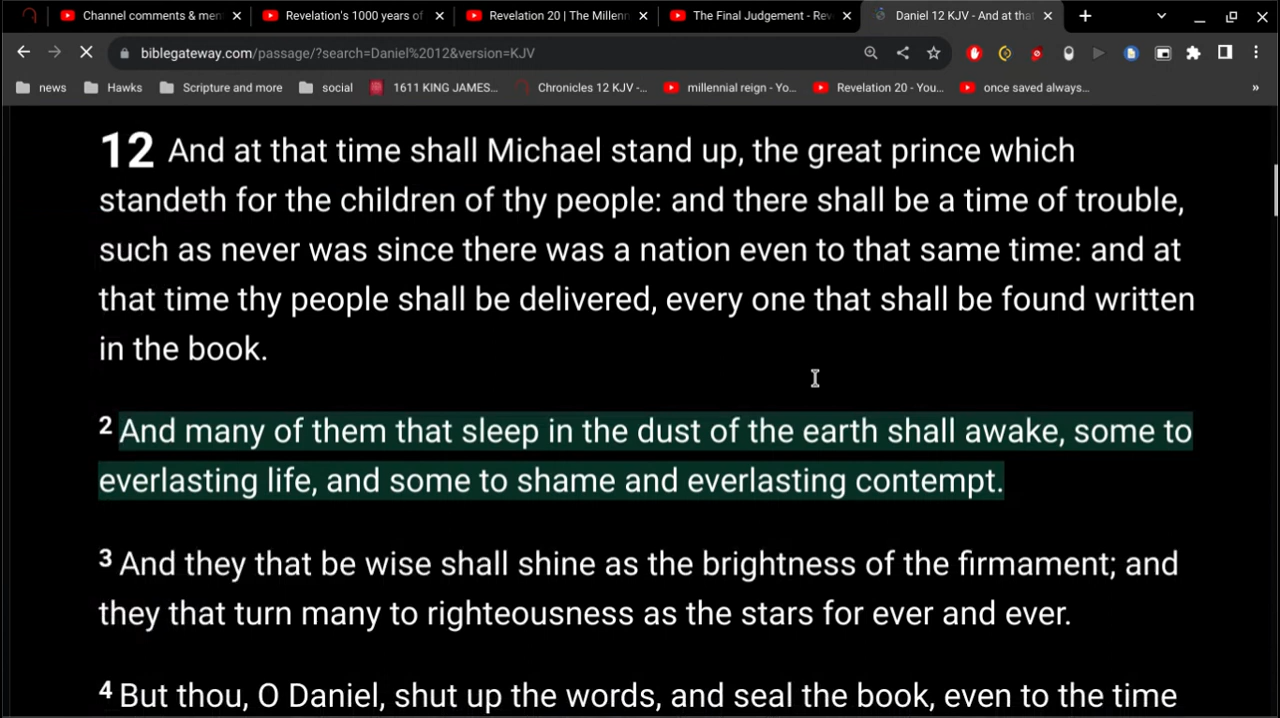 Channel comments & men
Revelation's 1000 years of
Revelation 20 | The Millenn
The Final Judgement - Rev
Daniel 12 KJV - And at that
biblegateway.com/passage/?search=Daniel%2012&version=KJV
news
Hawks
Scripture and more
social
1611 KING JAMES...
Chronicles 12 KJV -...
millennial reign - Yo...
Revelation 20 - You...
once saved always...
»
12 And at that time shall Michael stand up, the great prince which
standeth for the children of thy people: and there shall be a time of trouble,
such as never was since there was a nation even to that same time: and at
that time thy people shall be delivered, every one that shall be found written
in the book.
2 And many of them that sleep in the dust of the earth shall awake, some to
everlasting life, and some to shame and everlasting contempt.
3 And they that be wise shall shine as the brightness of the firmament; and
they that turn many to righteousness as the stars for ever and ever.
4 But thou, O Daniel, shut up the words, and seal the book, even to the time